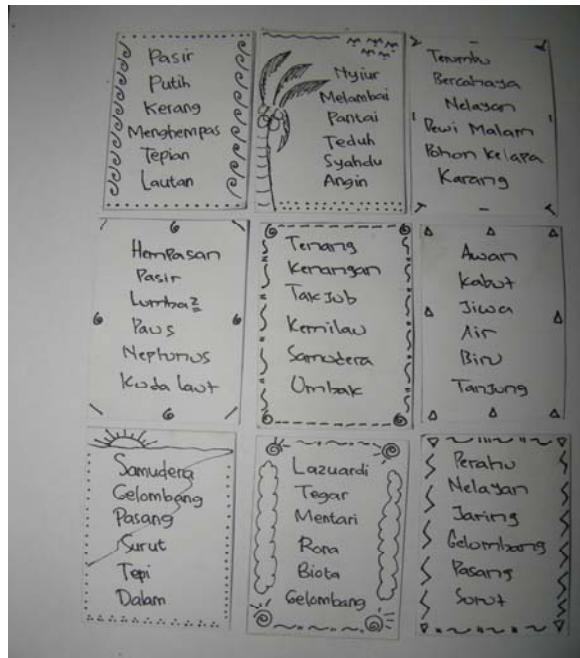 Pasir
Putih
Kerang
Menghempas
Tepian
Lautan
Nyiur
Melambai
Pantai
Teduh
Syahdu
Angin
Terumbu
Bercahaya
Nelayan
Dewi Malam
Pohon Kelapa
Karang
Hempasan
Pasir
Lumba2
Paus
Neptunus
Kuda laut
Tenang
Kenangan
Takjub
Kemilau
Samudera
Ombak
Awan
Kabut
Jiwa
Air
Biru
Tanjung
Samudera
Gelombang
Pasang
Surut
Tepi
Dalam
Lazuardi
Tegar
Mentari
Rona
Biota
Gelombang
Perahu
Nelayan
Jaring
Gelombang
Pasang
Surut